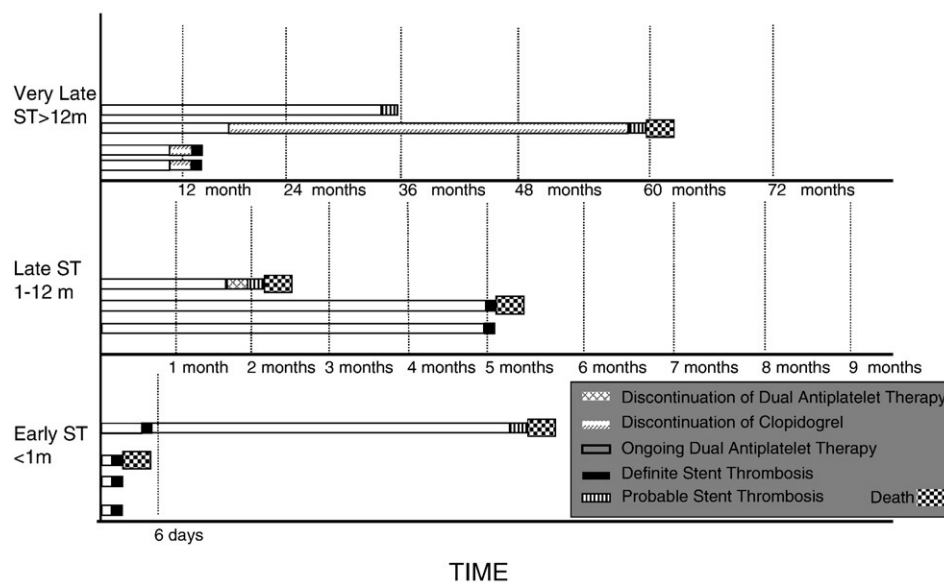 Very Late
ST>12m
12 month 24 months 36 months 48 months 60 months 72 months
Late ST
1-12 m
1 month 2 months 3 months 4 months 5 months 6 months 7 months 8 months 9 months
Early ST
<1m
Discontinuation of Dual Antiplatelet Therapy
Discontinuation of Clopidogrel
Ongoing Dual Antiplatelet Therapy
Definite Stent Thrombosis
Probable Stent Thrombosis Death
6 days
TIME